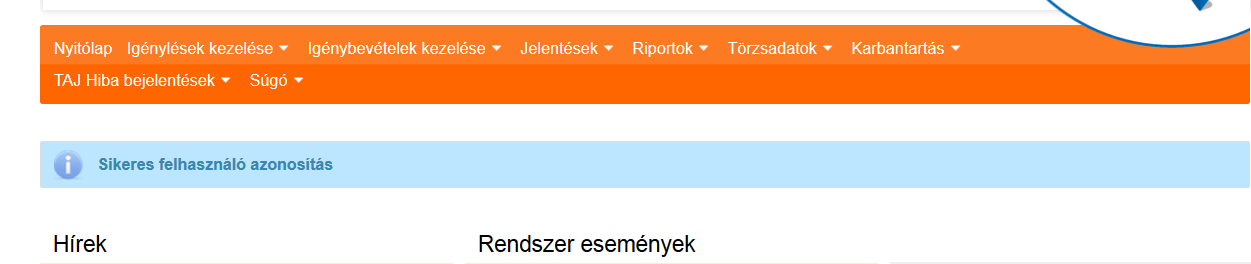 Nyitólap Igénylések kezelése Igénybevételek kezelése Jelentések Riportok Törzsadatok Karbantartás
TAJ Hiba bejelentések Súgó
Sikeres felhasználó azonosítás
Hírek Rendszer események